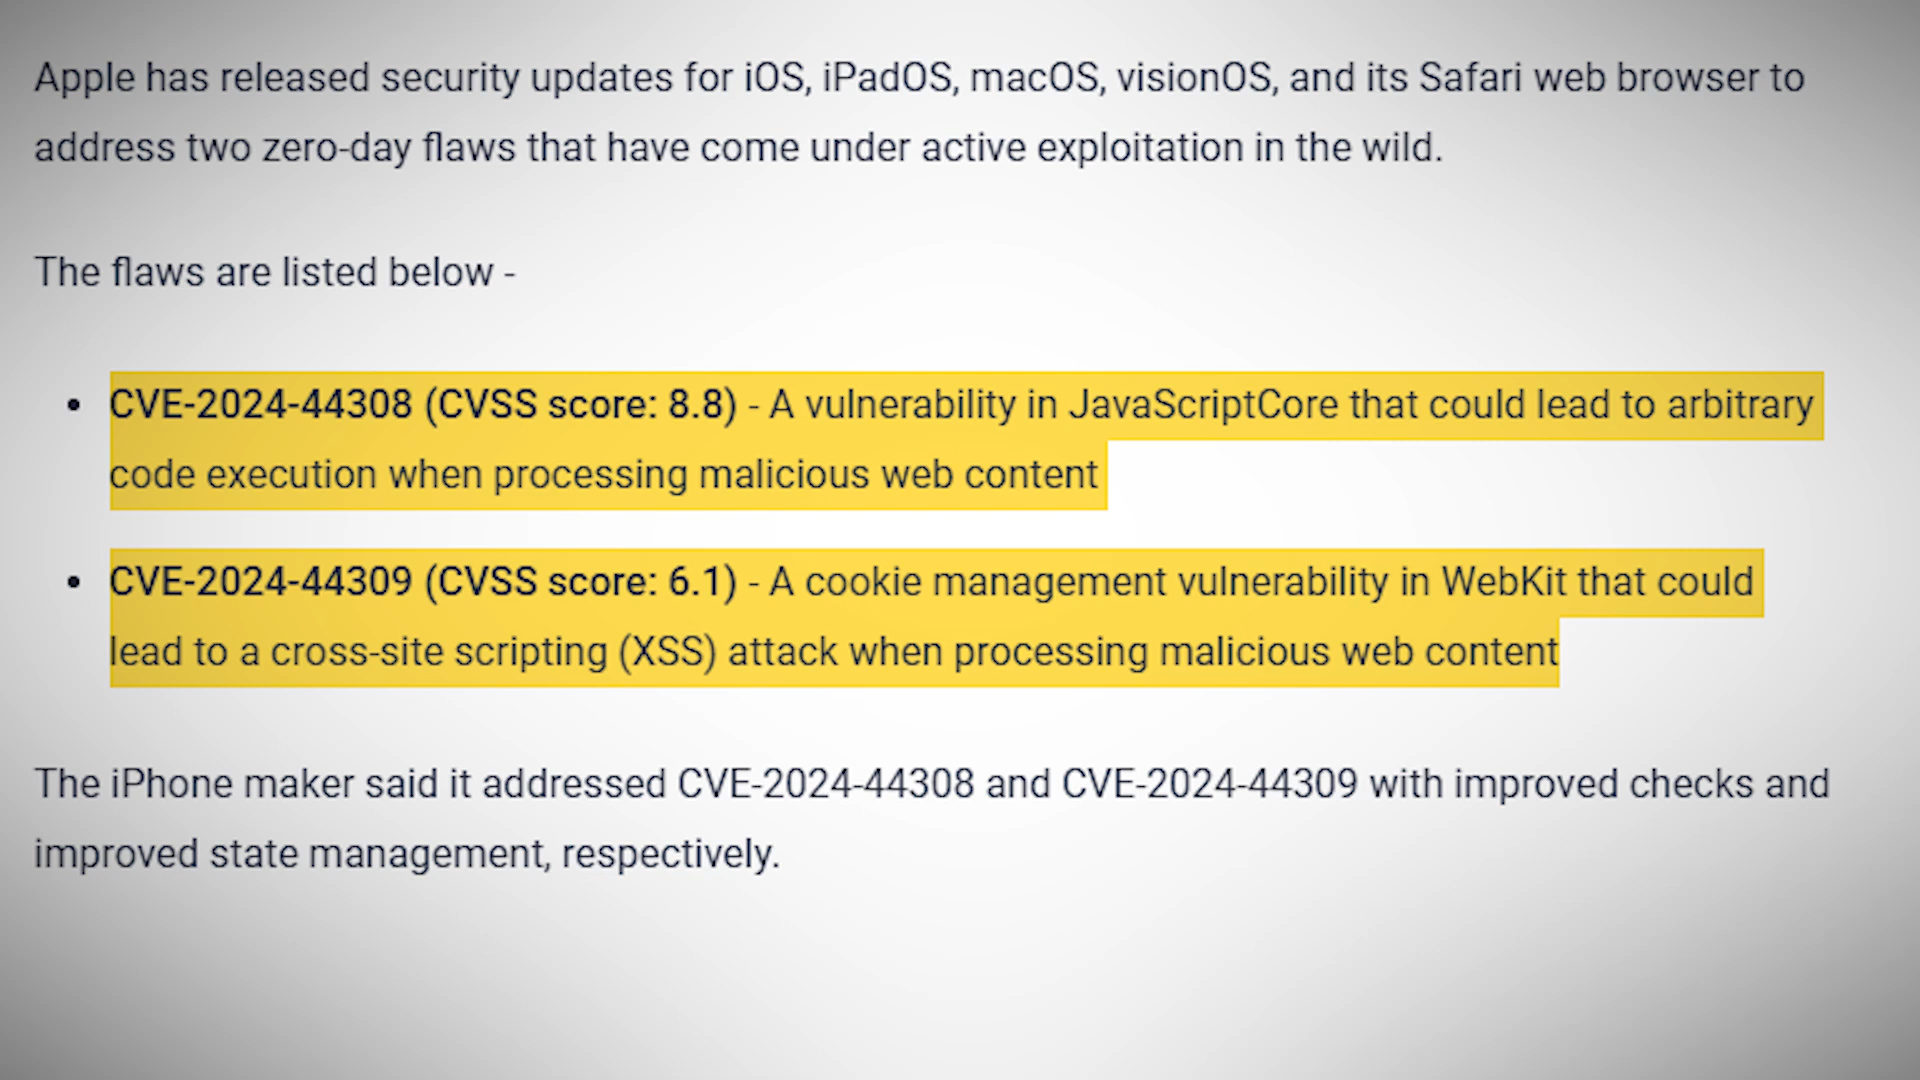 Apple has released security updates for iOS, iPadOS, macOS, visionOS, and its Safari web browser to
address two zero-day flaws that have come under active exploitation in the wild.
The flaws are listed below -
• CVE-2024-44308 (CVSS score: 8.8) - A vulnerability in JavaScriptCore that could lead to arbitrary
code execution when processing malicious web content
• CVE-2024-44309 (CVSS score: 6.1) - A cookie management vulnerability in WebKit that could
lead to a cross-site scripting (XSS) attack when processing malicious web content
The iPhone maker said it addressed CVE-2024-44308 and CVE-2024-44309 with improved checks and
improved state management, respectively.